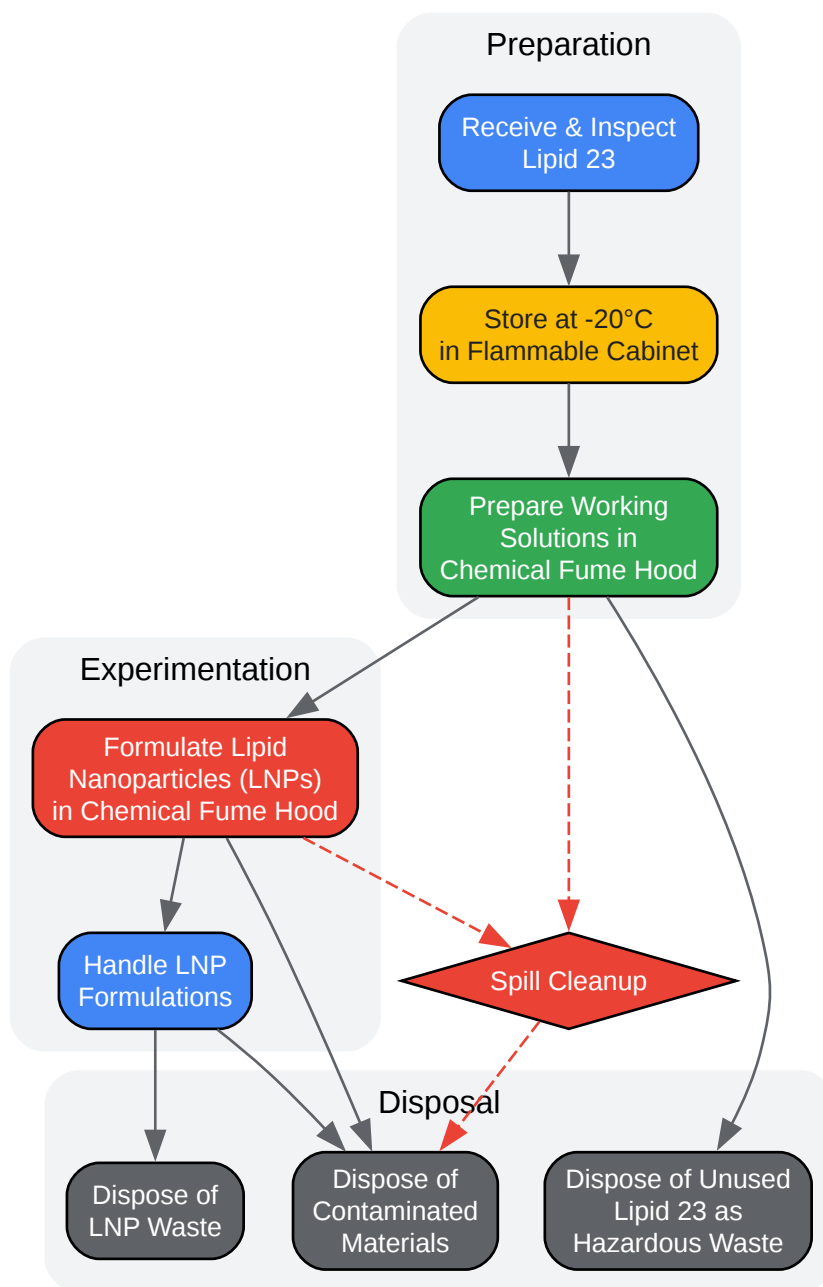 Preparation
Receive & Inspect
Lipid 23
Store at -20°C
in Flammable Cabinet
Prepare Working
Solutions in
Chemical Fume Hood
Experimentation
Formulate Lipid
Nanoparticles (LNPs)
in Chemical Fume Hood
Handle LNP
Formulations
Spill Cleanup
Disposal
Dispose of
LNP Waste
Dispose of
Contaminated
Materials
Dispose of Unused
Lipid 23 as
Hazardous Waste